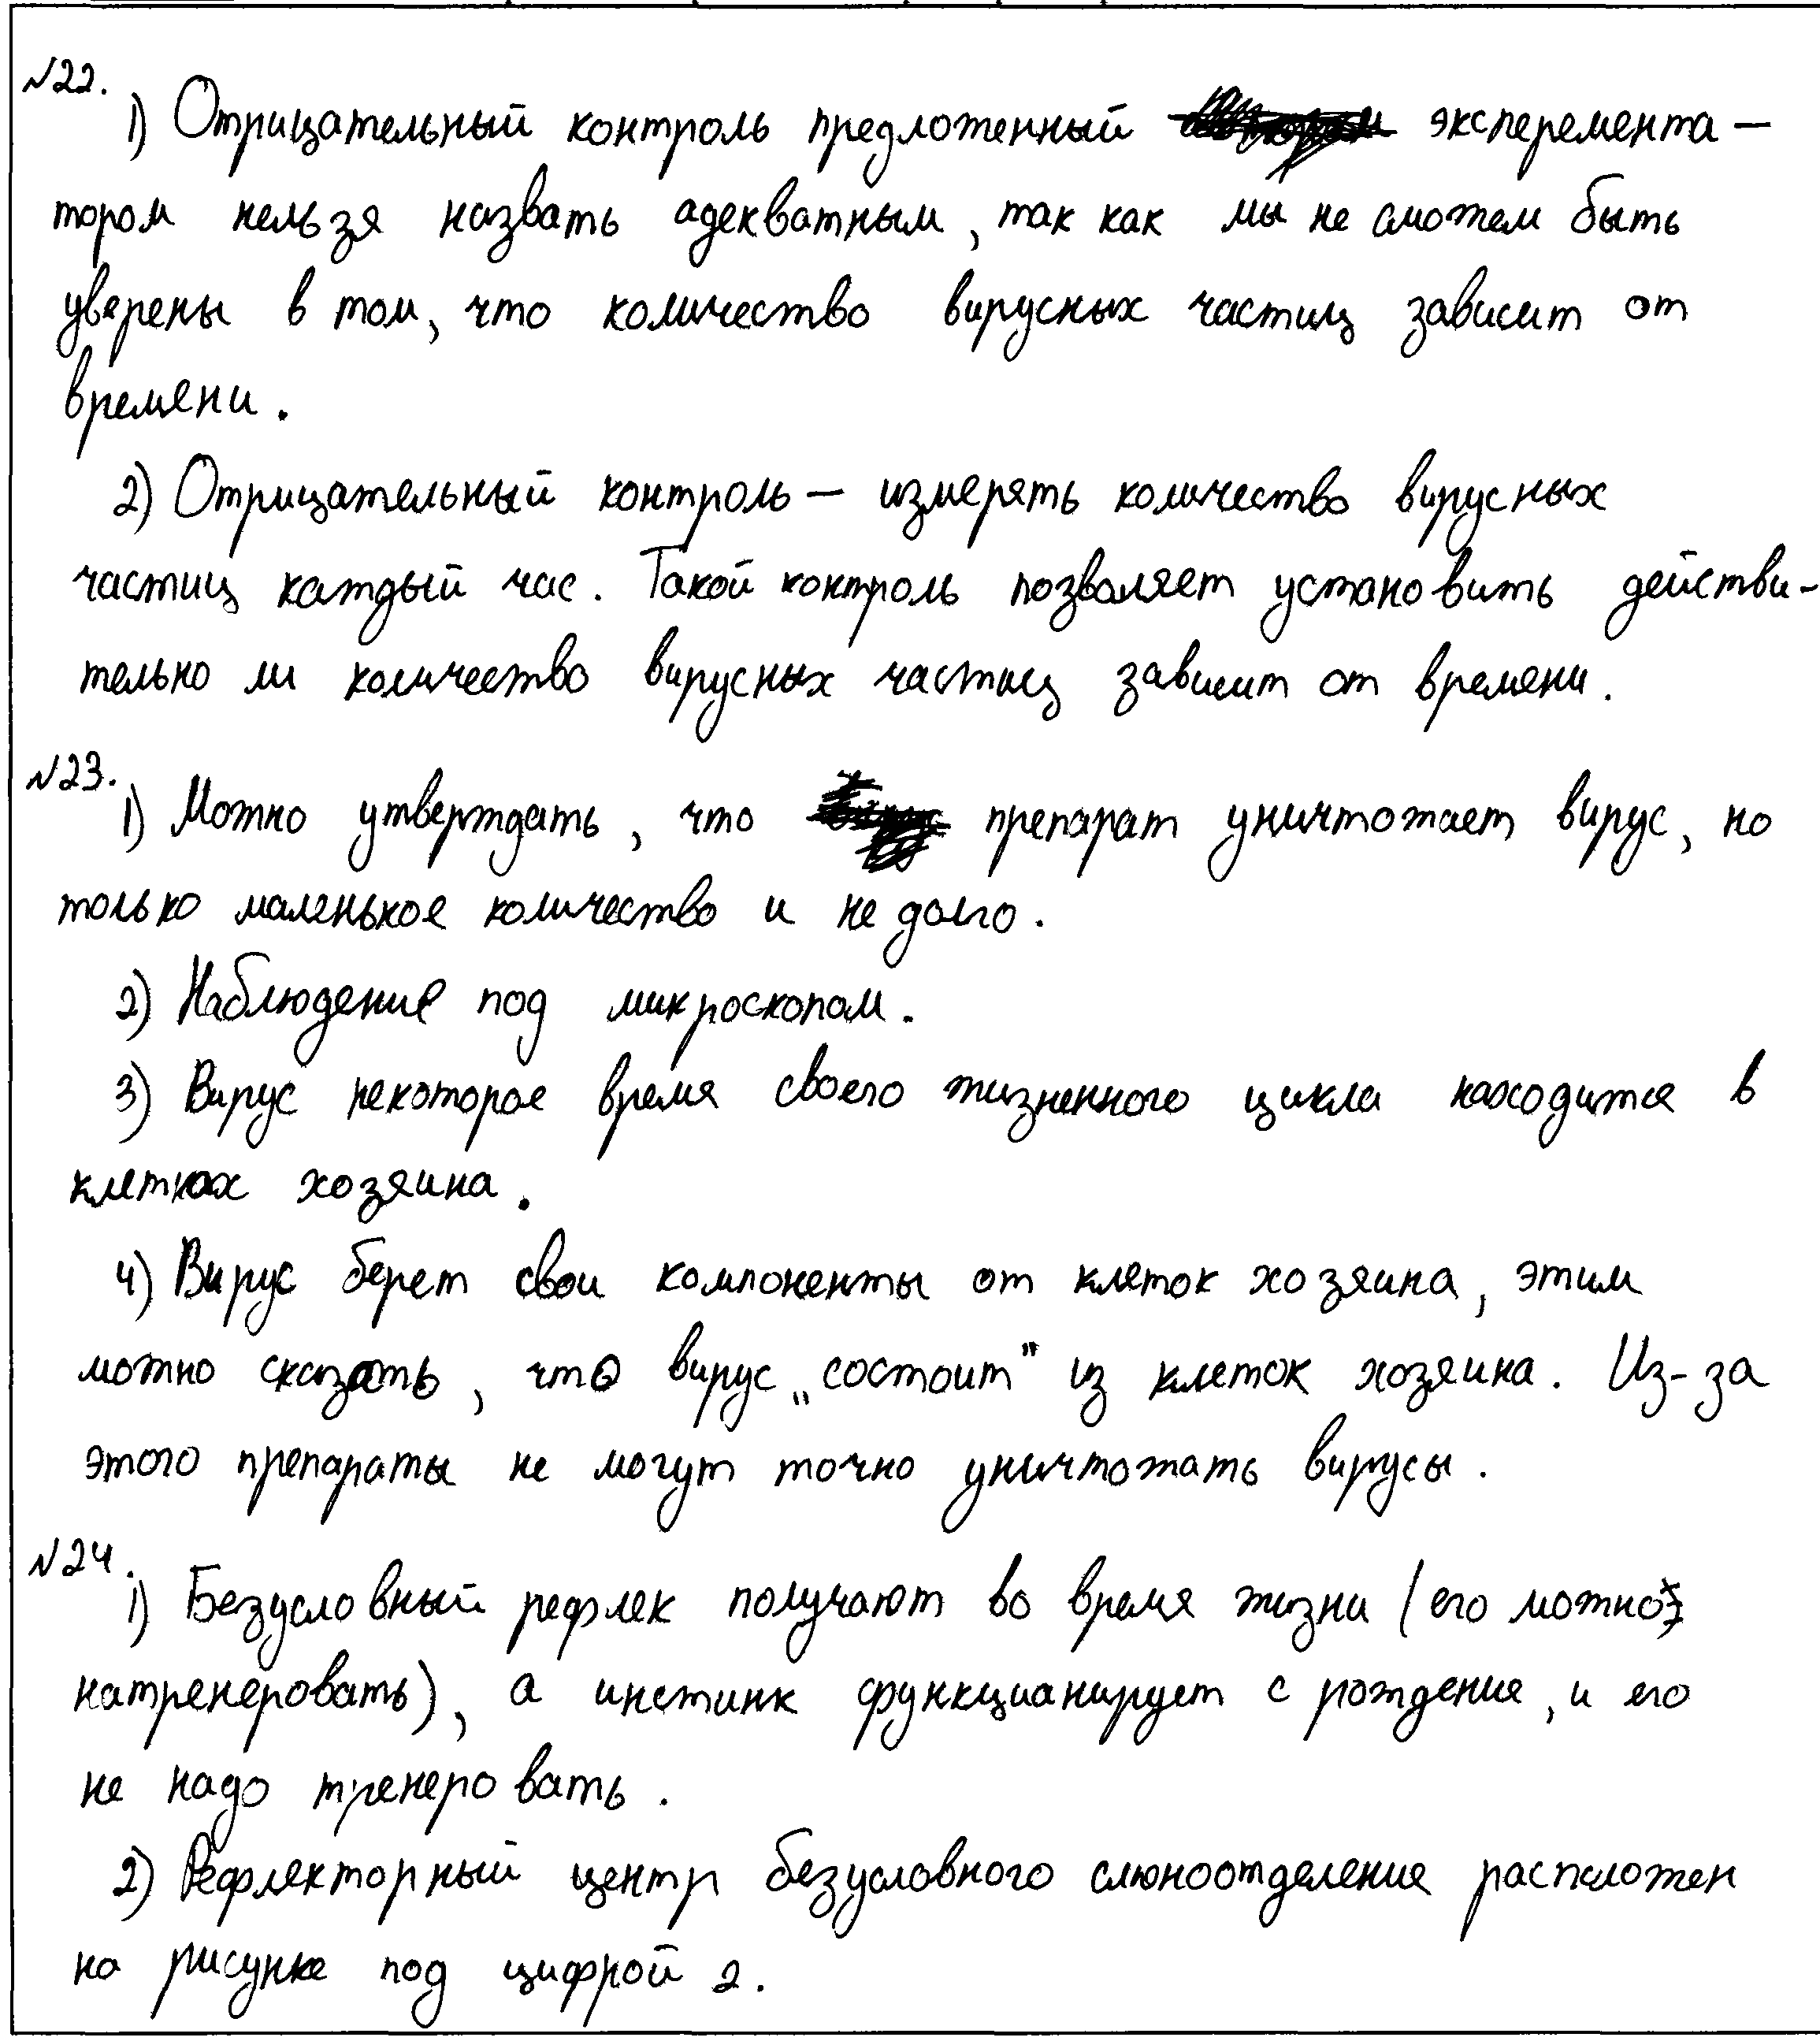 №22.
1) Отрицательный контроль предложенный эксперемента-
тором нельзя назвать адекватным, так как мы не сможем быть
уверены в том, что количество вирусных частиц зависит от
времени.
2) Отрицательный контроль – измерять количество вирусных
частиц каждый час. Такой контроль позволяет установить действи-
тельно ли количество вирусных частиц зависит от времени.
№23.
1) Можно утверждать, что препарат уничтожает вирус, но
только маленькое количество и не долго.
2) Наблюдение под микроскопом.
3) Вирус некоторое время своего жизненного цикла находится в
клетках хозяина.
4) Вирус берет свои компоненты от клеток хозяина, этим
можно сказать, что вирус „состоит" из клеток хозяина. Из-за
этого препараты не могут точно уничтожать вирусы.
№24.
1) Безусловный рефлек получают во время жизни (его можно
натренеровать), а инстинк функцианирует с рождения, и его
не надо тренеровать.
2) Рефлекторный центр безусловного слюноотделения расположен
на рисунке под цифрой 2.